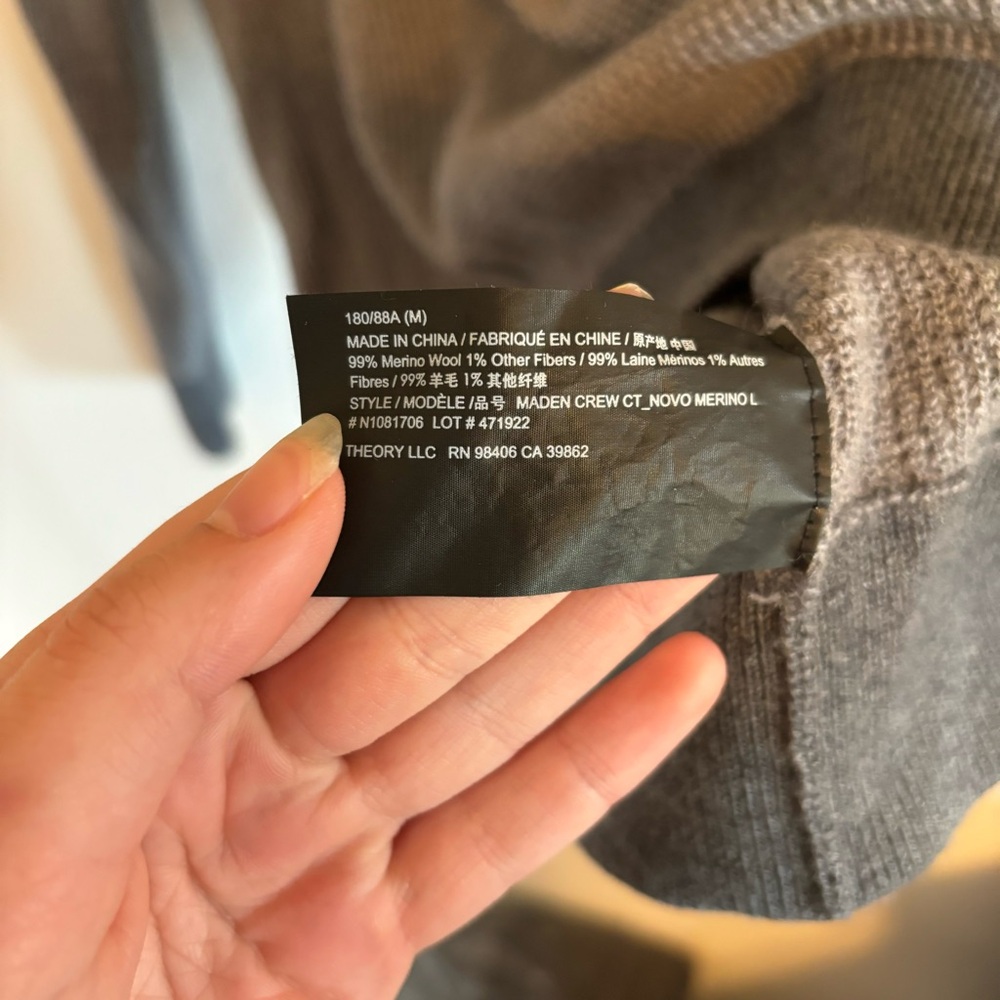 180/88A (M)
MADE IN CHINA / FABRIQUÉ EN CHINE / 原产地 中国
99% Merino Wool 1% Other Fibers / 99% Laine Mérinos 1% Autres
Fibres / 99% 羊毛 1% 其他纤维
STYLE / MODÈLE /品号 MADEN CREW CT_NOVO MERINO L
# N1081706 LOT # 471922
THEORY LLC RN 98406 CA 39862